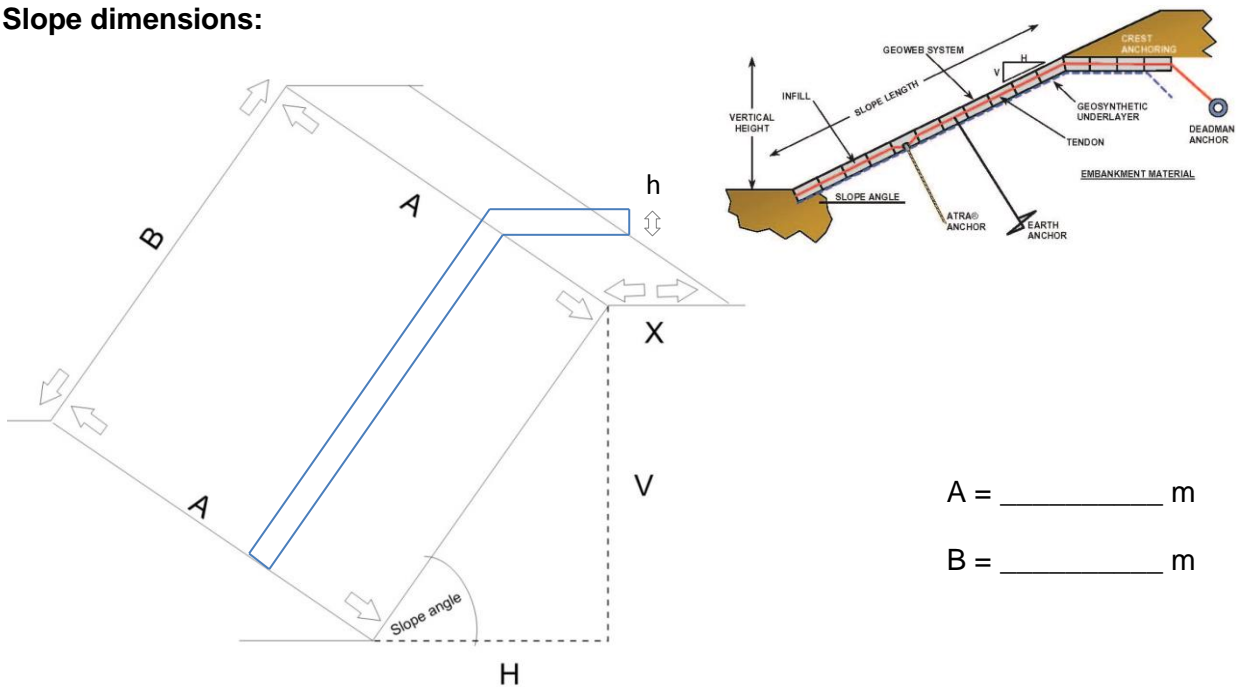 Slope dimensions:
GEOWEB SYSTEM
H
V
CREST
ANCHORING
INFILL
SLOPE LENGTH
VERTICAL
HEIGHT
GEOSYNTHETIC
UNDERLAYER
TENDON
DEADMAN
ANCHOR
EMBANKMENT MATERIAL
SLOPE ANGLE
ATRA®
ANCHOR
EARTH
ANCHOR
h
A
B
X
V
A
Slope angle
H
A = __________ m
B = __________ m